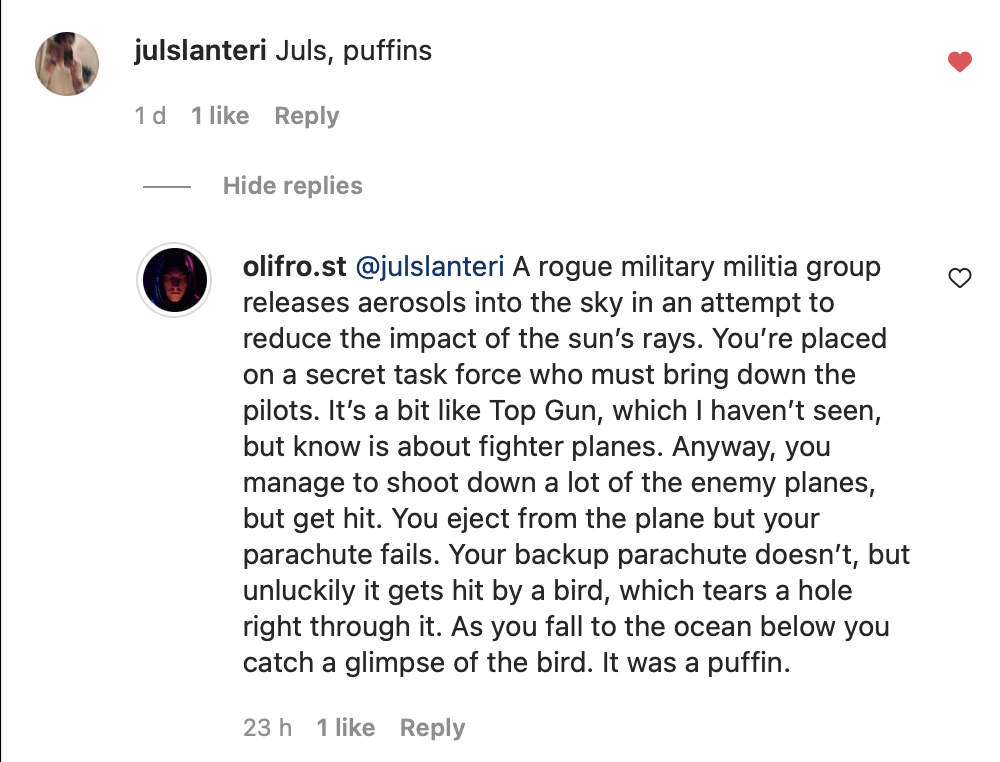 julslanteri Juls, puffins
1 d 1 like Reply
Hide replies
olifro.st @julslanteri A rogue military militia group
releases aerosols into the sky in an attempt to
reduce the impact of the sun’s rays. You’re placed
on a secret task force who must bring down the
pilots. It’s a bit like Top Gun, which I haven’t seen,
but know is about fighter planes. Anyway, you
manage to shoot down a lot of the enemy planes,
but get hit. You eject from the plane but your
parachute fails. Your backup parachute doesn’t, but
unluckily it gets hit by a bird, which tears a hole
right through it. As you fall to the ocean below you
catch a glimpse of the bird. It was a puffin.
23 h 1 like Reply